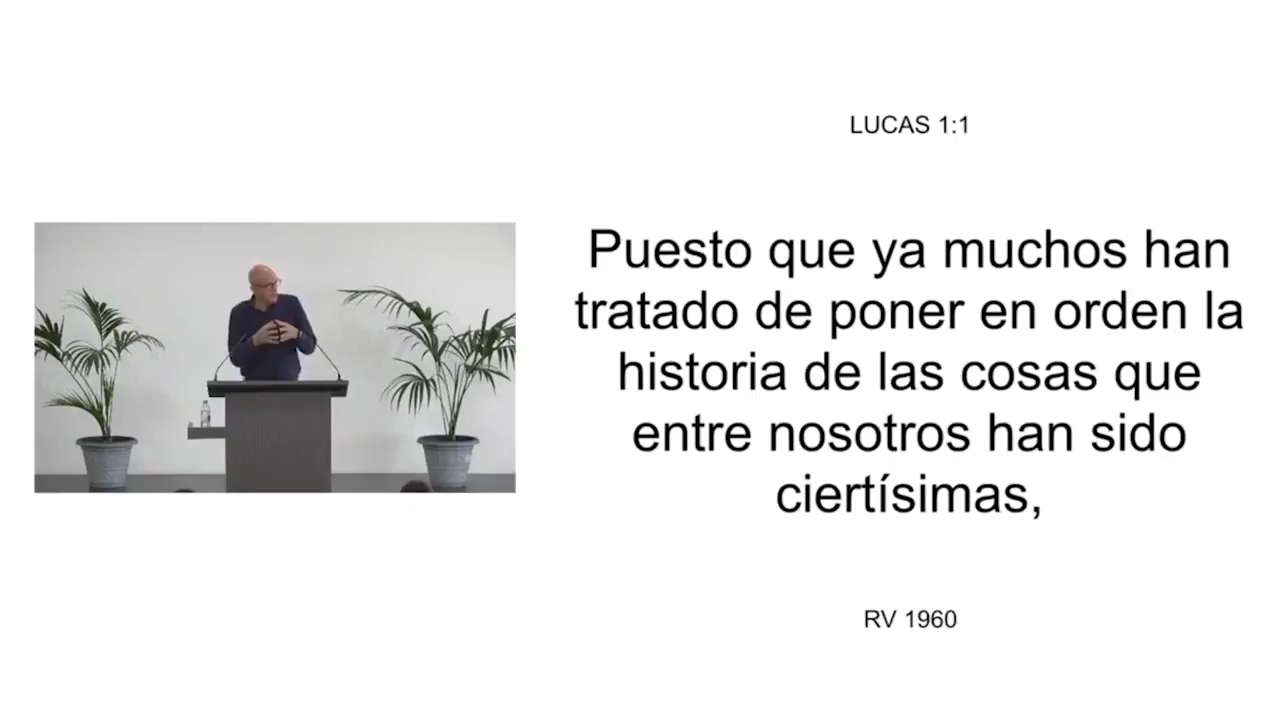 LUCAS 1:1
Puesto que ya muchos han
tratado de poner en orden la
historia de las cosas que
entre nosotros han sido
ciertísimas,
RV 1960